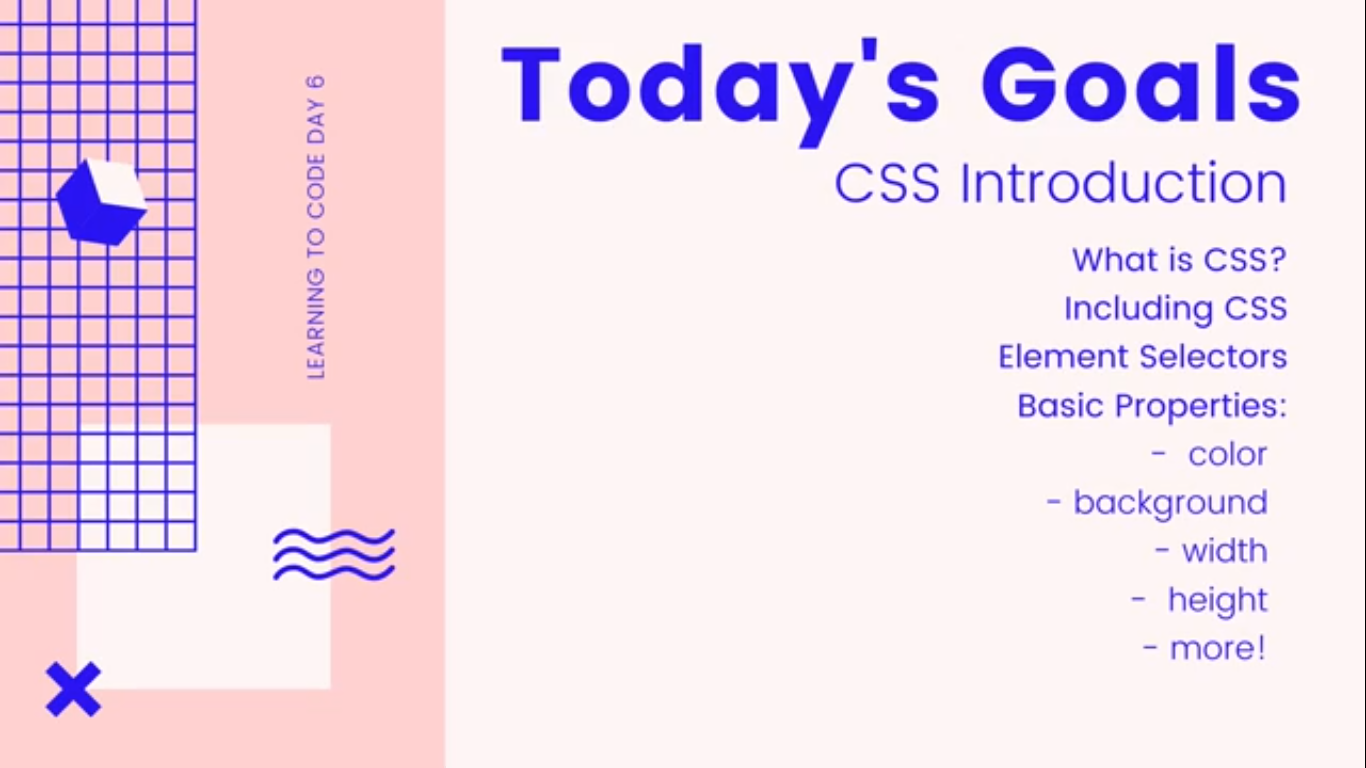 LEARNING TO CODE DAY 6
Today's Goals
CSS Introduction
What is CSS?
Including CSS
Element Selectors
Basic Properties:
- color
- background
- width
- height
- more!